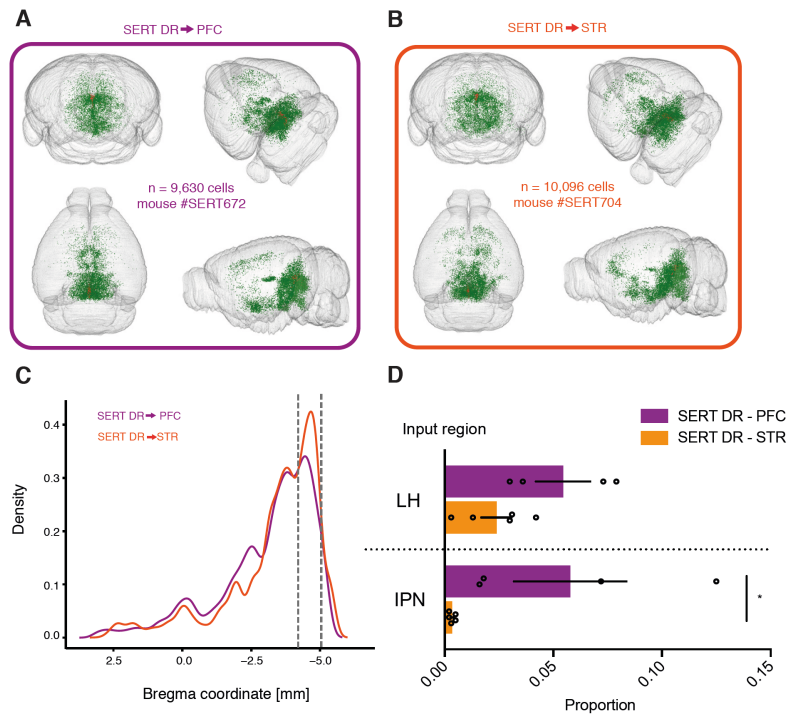 A
SERT DR➡PFC
n = 9,630 cells
mouse #SERT672
B
SERT DR➡STR
n = 10,096 cells
mouse #SERT704
C
SERT DR➡ PFC
SERT DR➡STR
Density
0.4
0.3
0.2
0.1
0.0
2.5 0.0 −2.5 −5.0
Bregma coordinate [mm]
D
SERT DR - PFC
SERT DR - STR
Input region
LH
IPN
*
0.00 0.05 0.10 0.15
Proportion